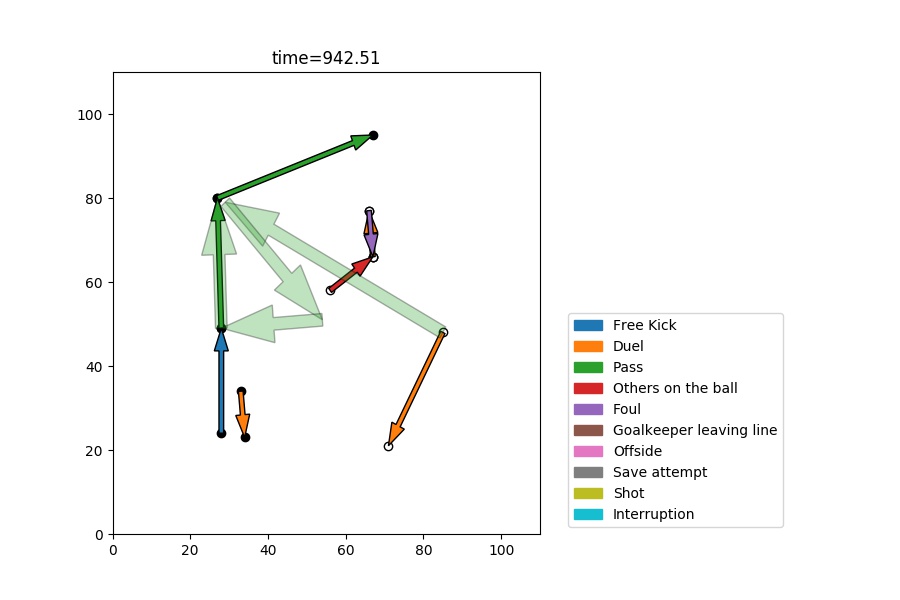 time=942.51
100
80
60
40
20
0
0 20 40 60 80 100
Free Kick
Duel
Pass
Others on the ball
Foul
Goalkeeper leaving line
Offside
Save attempt
Shot
Interruption